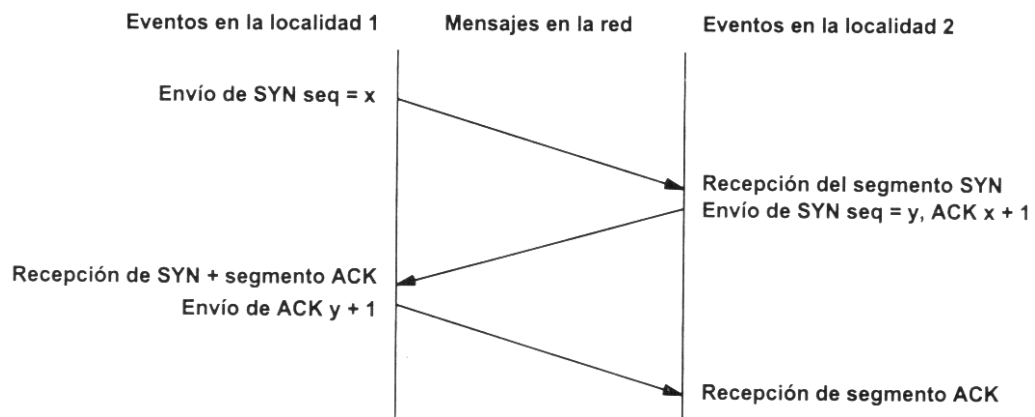 Eventos en la localidad 1
Mensajes en la red
Eventos en la localidad 2
Envío de SYN seq = x
Recepción del segmento SYN
Envío de SYN seq = y, ACK x + 1
Recepción de SYN + segmento ACK
Envío de ACK y + 1
Recepción de segmento ACK